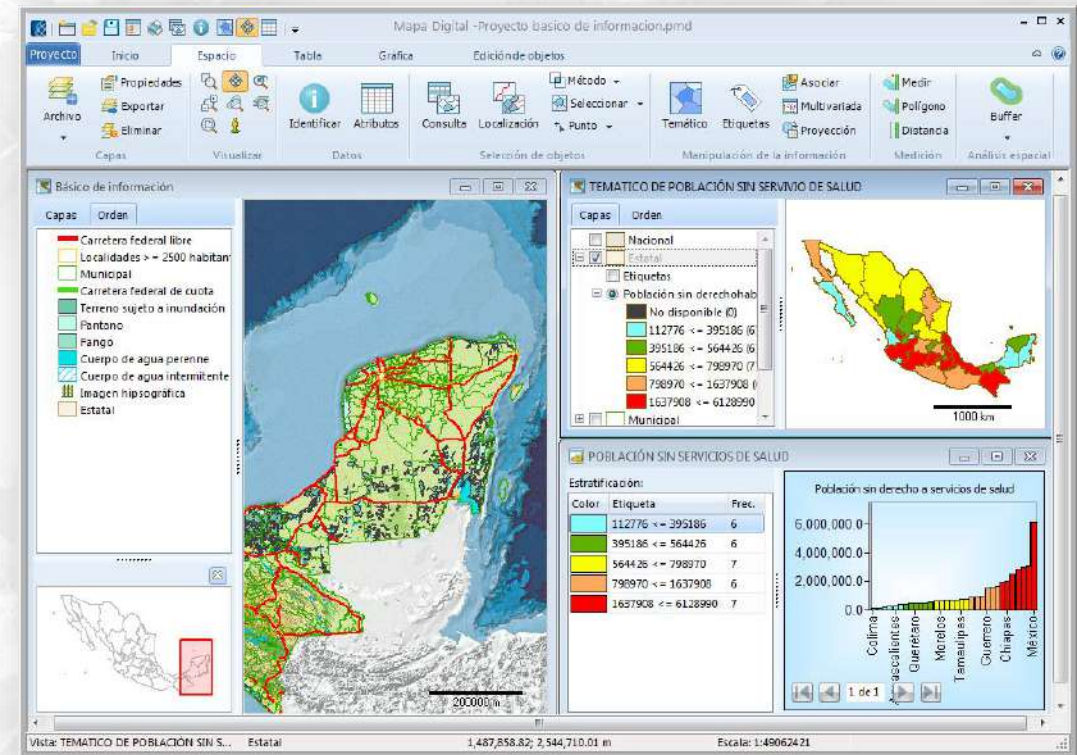 Mapa Digital -Proyecto basico de informacion.pmd
Proyecto Inicio Espacio Tabla Gráfica Edición de objetos
Archivo
Propiedades
Exportar
Eliminar
Capas
Visualizar
Identificar Atributos
Datos
Consulta Localización
Método
Seleccionar
Punto
Selección de objetos
Temático Etiquetas
Asociar
Multivariada
Proyección
Manipulación de la información
Medir
Polígono
Distancia
Medición
Buffer
Análisis espacial
Básico de información
Capas Orden
Carretera federal libre
Localidades > = 2500 habitan
Municipal
Carretera federal de cuota
Terreno sujeto a inundación
Pantano
Fango
Cuerpo de agua perenne
Cuerpo de agua intermitente
Imagen hipsográfica
Estatal
200000 m
TEMATICO DE POBLACIÓN SIN SERVIVIO DE SALUD
Capas Orden
Nacional
Estatal
Etiquetas
Población sin derechohab
No disponible (0)
112776 <= 395186 (6
395186 <= 564426 (6
564426 <= 798970 (7
798970 <= 1637908 (
1637908 <= 6128990
Municipal
1000 km
POBLACIÓN SIN SERVICIOS DE SALUD
Estratificación:
Color Etiqueta Frec.
112776 <= 395186 6
395186 <= 564426 6
564426 <= 798970 7
798970 <= 1637908 6
1637908 <= 6128990 7
Población sin derecho a servicios de salud
6,000,000.0
4,000,000.0
2,000,000.0
0.0
Colima
Querétaro
Morelos
Tamaulipas
Guerrero
Chiapas
México
1 de 1
Vista: TEMATICO DE POBLACIÓN SIN S... Estatal 1,487,858.82; 2,544,710.01 m Escala: 1:49062421